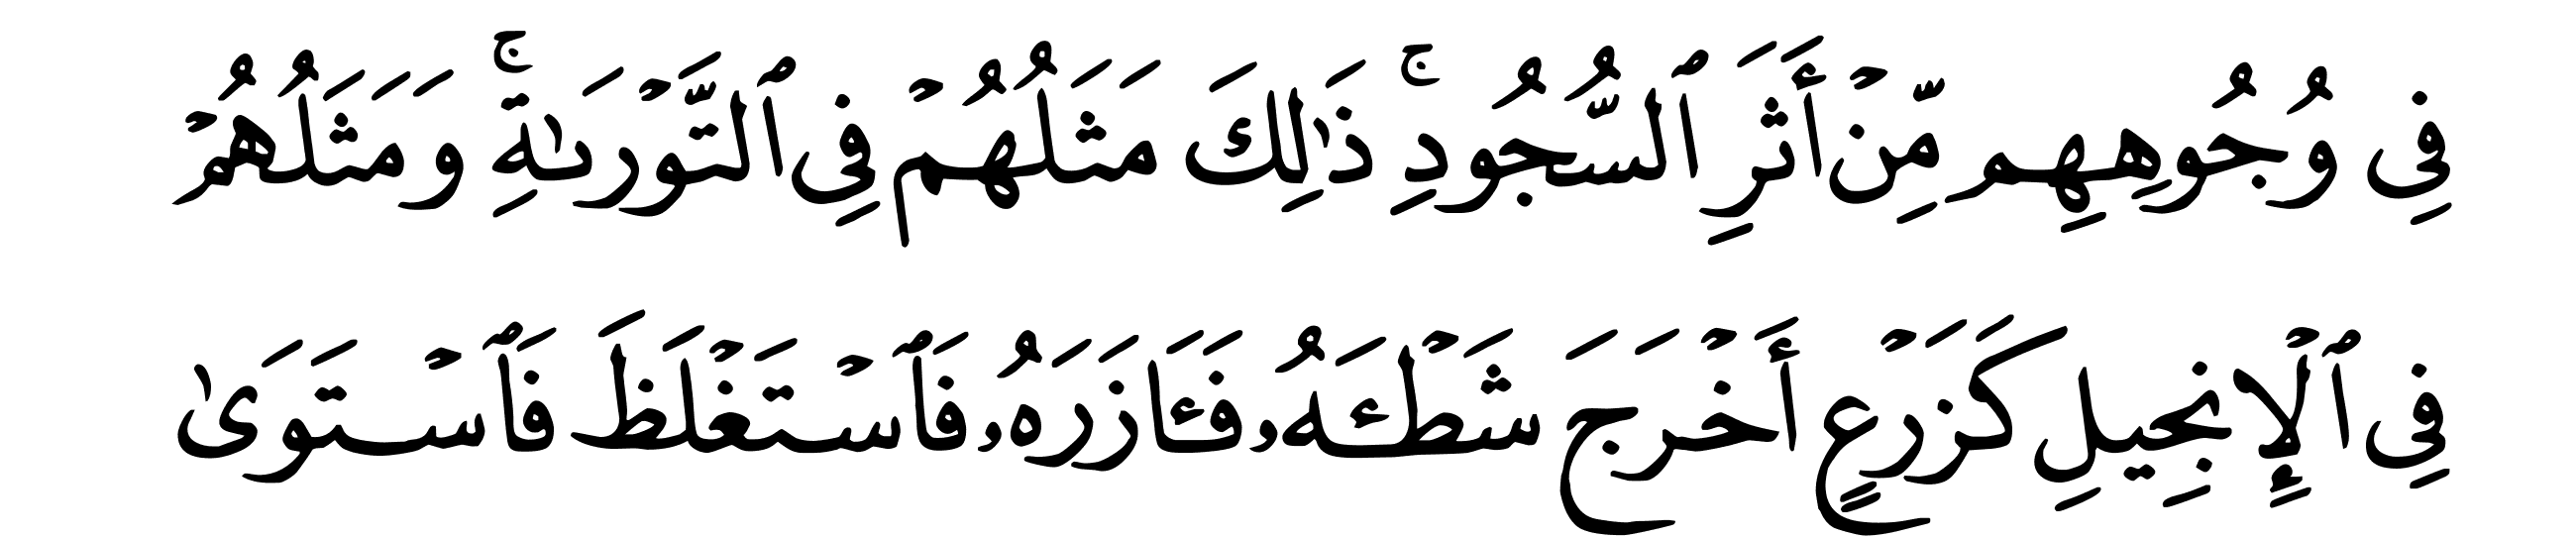 فِى وُجُوهِهِم مِّنْ أَثَرِ ٱلسُّجُودِ ۚ ذَٰلِكَ مَثَلُهُمْ فِى ٱلتَّوْرَىٰةِ ۚ وَمَثَلُهُمْ
فِى ٱلْإِنجِيلِ كَزَرْعٍ أَخْرَجَ شَطْـَٔهُۥ فَـَٔازَرَهُۥ فَٱسْتَغْلَظَ فَٱسْتَوَىٰ